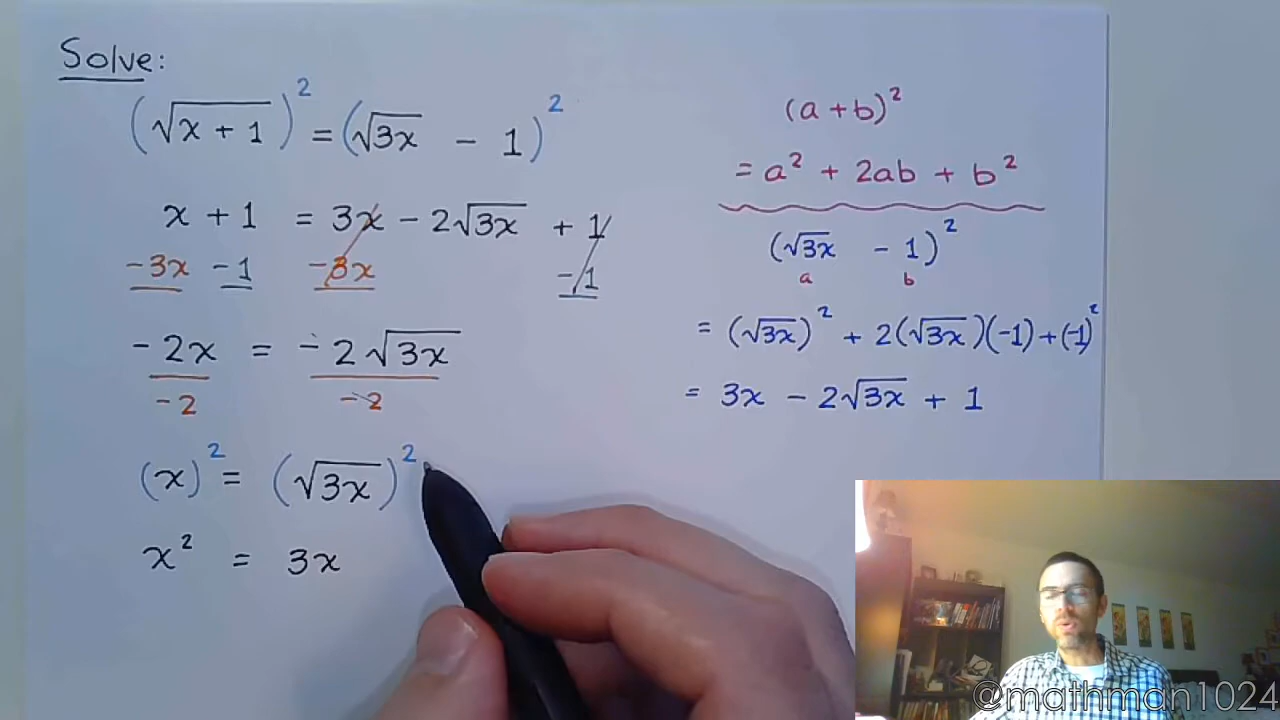 Solve:
(√x + 1)² = (√3x − 1)²
x + 1 = 3x − 2√3x + 1
−3x −1 −3x −1
−2x = −2√3x
−2 −2
(x)² = (√3x)²
x² = 3x
(a + b)²
= a² + 2ab + b²
(√3x − 1)²
a b
= (√3x)² + 2(√3x)(−1) + (−1)²
= 3x − 2√3x + 1
@mathman1024